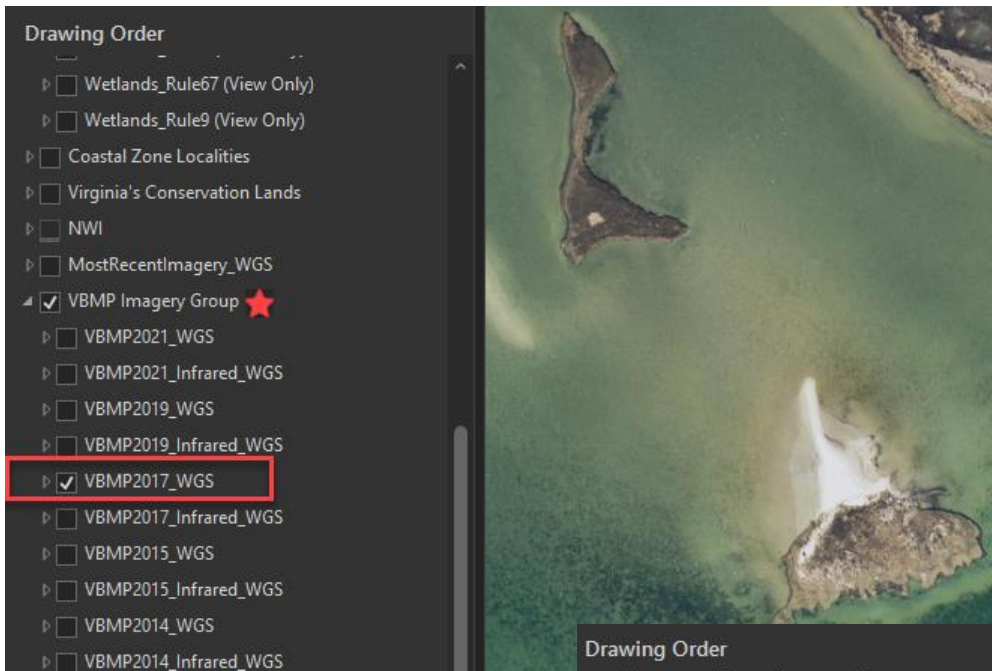 Drawing Order
Wetlands_Rule67 (View Only)
Wetlands_Rule9 (View Only)
Coastal Zone Localities
Virginia's Conservation Lands
NWI
MostRecentImagery_WGS
VBMP Imagery Group
VBMP2021_WGS
VBMP2021_Infrared_WGS
VBMP2019_WGS
VBMP2019_Infrared_WGS
VBMP2017_WGS
VBMP2017_Infrared_WGS
VBMP2015_WGS
VBMP2015_Infrared_WGS
VBMP2014_WGS
VBMP2014_Infrared_WGS
Drawing Order